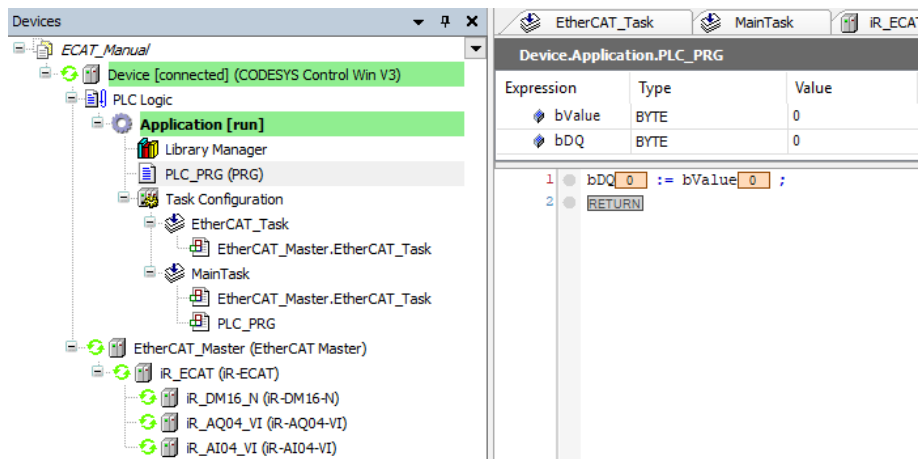 Devices
ECAT_Manual
Device [connected] (CODESYS Control Win V3)
PLC Logic
Application [run]
Library Manager
PLC_PRG (PRG)
Task Configuration
EtherCAT_Task
EtherCAT_Master.EtherCAT_Task
MainTask
EtherCAT_Master.EtherCAT_Task
PLC_PRG
EtherCAT_Master (EtherCAT Master)
iR_ECAT (iR-ECAT)
iR_DM16_N (iR-DM16-N)
iR_AQ04_VI (iR-AQ04-VI)
iR_AI04_VI (iR-AI04-VI)
EtherCAT_Task MainTask iR_ECAT
Device.Application.PLC_PRG
Expression Type Value
bValue BYTE 0
bDQ BYTE 0
1 bDQ 0 := bValue 0 ;
2 RETURN